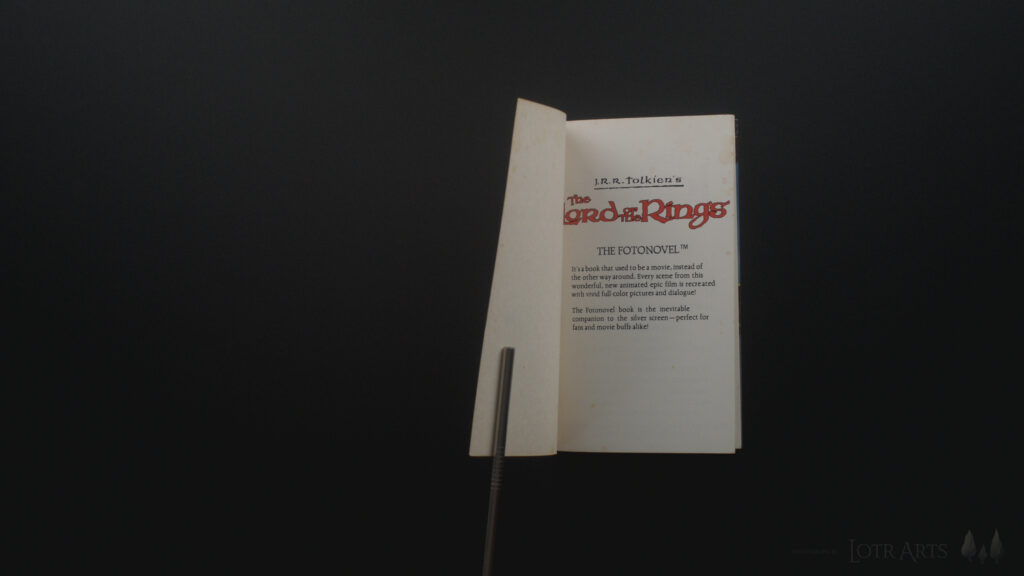 J.R.R. Tolkien's
The
Lord of The Rings
THE FOTONOVEL™
It's a book that used to be a movie, instead of
the other way around. Every scene from this
wonderful, new animated epic film is recreated
with vivid full-color pictures and dialogue!
The Fotonovel book is the inevitable
companion to the silver screen—perfect for
fans and movie buffs alike!
LOTR ARTS